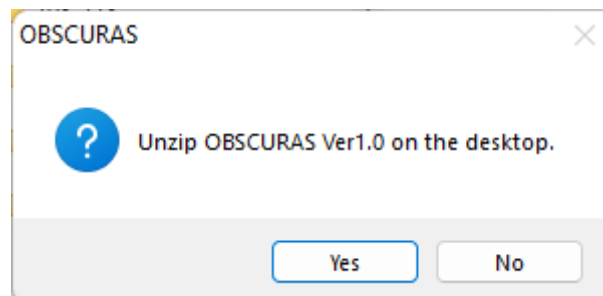 OBSCURAS
Unzip OBSCURAS Ver1.0 on the desktop.
Yes
No